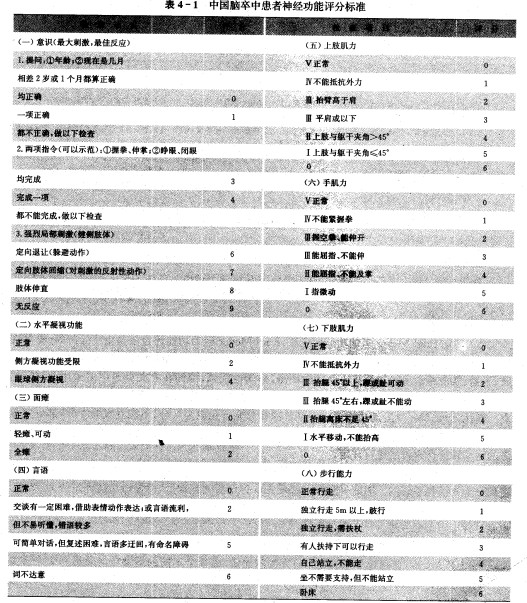 表4-1 中国脑卒中患者神经功能评分标准
(一)意识(最大刺激,最佳反应)
1.提问,①年龄;②现在是几月
相差2岁或1个月都算正确
均正确 0
一项正确 1
都不正确,做以下检查
2.两项指令(可以示范):①握拳、伸掌;②睁眼、闭眼
均完成 3
完成一项 4
都不能完成,做以下检查
3.强烈局部刺激(健侧肢体)
定向退让(躲避动作) 6
定向肢体回缩(对刺激的反射性动作) 7
肢体伸直 8
无反应 9
(二)水平凝视功能
正常 0
侧方凝视功能受限 2
眼球侧方凝视 4
(三)面瘫
正常 0
轻瘫、可动 1
全瘫 2
(四)言语
正常 0
交谈有一定困难,借助表情动作表达;或言语流利, 2
但不易听懂,错语较多
可简单对话,但复述困难,言语多迂回,有命名障碍 5
词不达意 6
(五)上肢肌力
Ⅴ正常 0
Ⅳ不能抵抗外力 1
Ⅲ 抬臂高于肩 2
Ⅲ 平肩或以下 3
Ⅱ上肢与躯干夹角>45° 4
Ⅰ上肢与躯干夹角≤45° 5
0 6
(六)手肌力
Ⅴ正常 0
Ⅳ不能紧握拳 1
Ⅲ握空拳、能伸开 2
Ⅲ能屈指、不能伸 3
Ⅱ能屈指、不能及掌 4
Ⅰ指微动 5
0 6
(七)下肢肌力
Ⅴ正常 0
Ⅳ不能抵抗外力 1
Ⅲ 抬腿45°以上,踝或趾可动 2
Ⅲ 抬腿45°左右,踝或趾不能动 3
Ⅱ抬腿离床不足45° 4
Ⅰ水平移动,不能抬高 5
0 6
(八)步行能力
正常行走 0
独立行走5m以上,跛行 1
独立行走,需扶杖 2
有人扶持下可以行走 3
自己站立,不能走 4
坐不需要支持,但不能站立 5
卧床 6